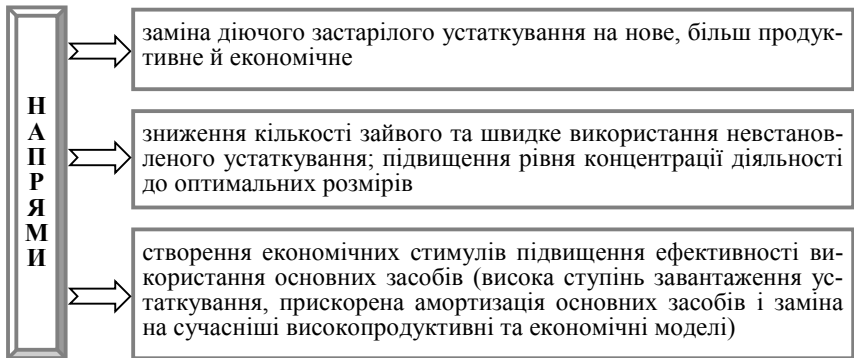 НАПРЯМИ
заміна діючого застарілого устаткування на нове, більш продук-
тивне й економічне
зниження кількості зайвого та швидке використання невстанов-
леного устаткування; підвищення рівня концентрації діяльності
до оптимальних розмірів
створення економічних стимулів підвищення ефективності ви-
користання основних засобів (висока ступінь завантаження ус-
таткування, прискорена амортизація основних засобів і заміна
на сучасніші високопродуктивні та економічні моделі)